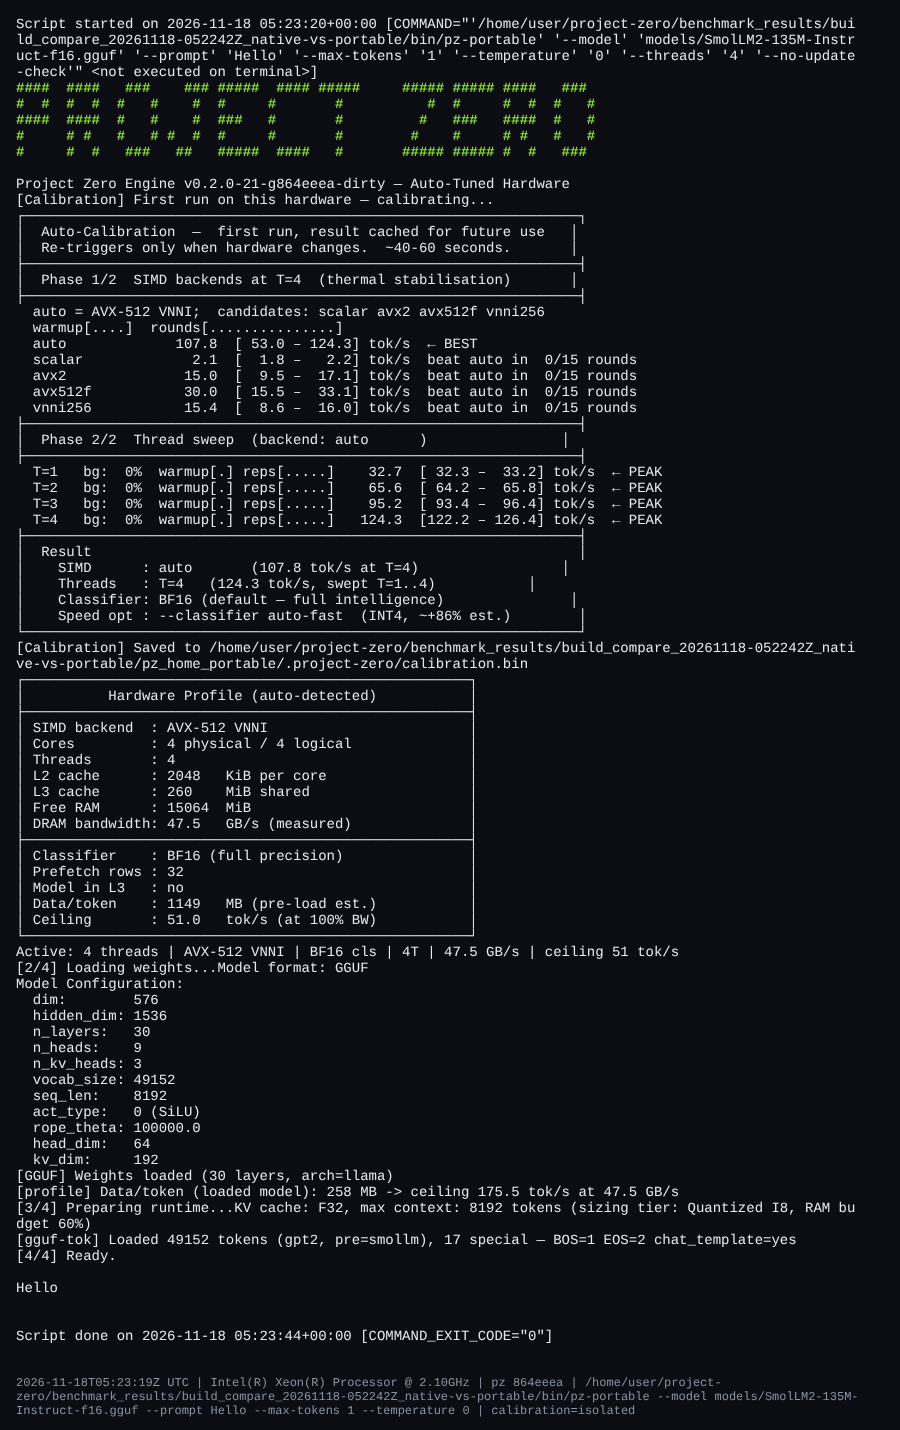 Script started on 2026-11-18 05:23:20+00:00 [COMMAND="'/home/user/project-zero/benchmark_results/bui
ld_compare_20261118-052242Z_native-vs-portable/bin/pz-portable' '--model' 'models/SmolLM2-135M-Instr
uct-f16.gguf' '--prompt' 'Hello' '--max-tokens' '1' '--temperature' '0' '--threads' '4' '--no-update
-check'" <not executed on terminal>]
PROJECT ZERO
Project Zero Engine v0.2.0-21-g864eeea-dirty — Auto-Tuned Hardware
[Calibration] First run on this hardware — calibrating...
Auto-Calibration — first run, result cached for future use
Re-triggers only when hardware changes. ~40-60 seconds.
Phase 1/2 SIMD backends at T=4 (thermal stabilisation)
auto = AVX-512 VNNI; candidates: scalar avx2 avx512f vnni256
warmup[....] rounds[...............]
auto 107.8 [ 53.0 – 124.3] tok/s ← BEST
scalar 2.1 [ 1.8 – 2.2] tok/s beat auto in 0/15 rounds
avx2 15.0 [ 9.5 – 17.1] tok/s beat auto in 0/15 rounds
avx512f 30.0 [ 15.5 – 33.1] tok/s beat auto in 0/15 rounds
vnni256 15.4 [ 8.6 – 16.0] tok/s beat auto in 0/15 rounds
Phase 2/2 Thread sweep (backend: auto )
T=1 bg: 0% warmup[.] reps[.....] 32.7 [ 32.3 – 33.2] tok/s ← PEAK
T=2 bg: 0% warmup[.] reps[.....] 65.6 [ 64.2 – 65.8] tok/s ← PEAK
T=3 bg: 0% warmup[.] reps[.....] 95.2 [ 93.4 – 96.4] tok/s ← PEAK
T=4 bg: 0% warmup[.] reps[.....] 124.3 [122.2 – 126.4] tok/s ← PEAK
Result
SIMD : auto (107.8 tok/s at T=4)
Threads : T=4 (124.3 tok/s, swept T=1..4)
Classifier: BF16 (default — full intelligence)
Speed opt : --classifier auto-fast (INT4, ~+86% est.)
[Calibration] Saved to /home/user/project-zero/benchmark_results/build_compare_20261118-052242Z_nati
ve-vs-portable/pz_home_portable/.project-zero/calibration.bin
Hardware Profile (auto-detected)
SIMD backend : AVX-512 VNNI
Cores : 4 physical / 4 logical
Threads : 4
L2 cache : 2048 KiB per core
L3 cache : 260 MiB shared
Free RAM : 15064 MiB
DRAM bandwidth: 47.5 GB/s (measured)
Classifier : BF16 (full precision)
Prefetch rows : 32
Model in L3 : no
Data/token : 1149 MB (pre-load est.)
Ceiling : 51.0 tok/s (at 100% BW)
Active: 4 threads | AVX-512 VNNI | BF16 cls | 4T | 47.5 GB/s | ceiling 51 tok/s
[2/4] Loading weights...Model format: GGUF
Model Configuration:
dim: 576
hidden_dim: 1536
n_layers: 30
n_heads: 9
n_kv_heads: 3
vocab_size: 49152
seq_len: 8192
act_type: 0 (SiLU)
rope_theta: 100000.0
head_dim: 64
kv_dim: 192
[GGUF] Weights loaded (30 layers, arch=llama)
[profile] Data/token (loaded model): 258 MB -> ceiling 175.5 tok/s at 47.5 GB/s
[3/4] Preparing runtime...KV cache: F32, max context: 8192 tokens (sizing tier: Quantized I8, RAM bu
dget 60%)
[gguf-tok] Loaded 49152 tokens (gpt2, pre=smollm), 17 special — BOS=1 EOS=2 chat_template=yes
[4/4] Ready.
Hello
Script done on 2026-11-18 05:23:44+00:00 [COMMAND_EXIT_CODE="0"]
2026-11-18T05:23:19Z UTC | Intel(R) Xeon(R) Processor @ 2.10GHz | pz 864eeea | /home/user/project-
zero/benchmark_results/build_compare_20261118-052242Z_native-vs-portable/bin/pz-portable --model models/SmolLM2-135M-
Instruct-f16.gguf --prompt Hello --max-tokens 1 --temperature 0 | calibration=isolated